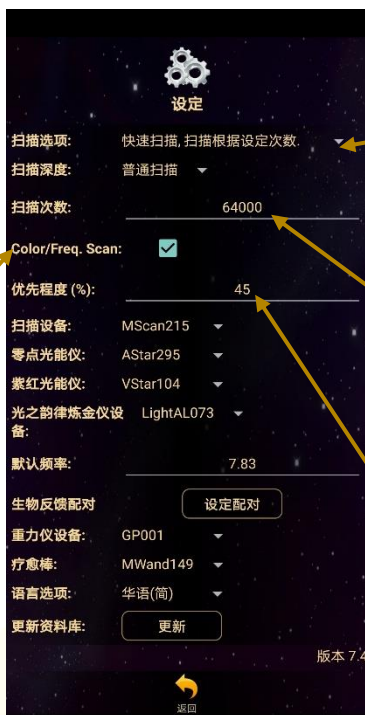 设定
扫描选项: 快速扫描, 扫描根据设定次数.
扫描深度: 普通扫描
扫描次数: 64000
Color/Freq. Scan:
优先程度 (%): 45
扫描设备: MScan215
零点光能仪: AStar295
紫红光能仪: VStar104
光之韵律炼金仪设 LightAL073
备:
默认频率: 7.83
生物反馈配对 设定配对
重力仪设备: GP001
疗愈棒: MWand149
语言选项: 华语(简)
更新资料库: 更新
版本 7.4
返回